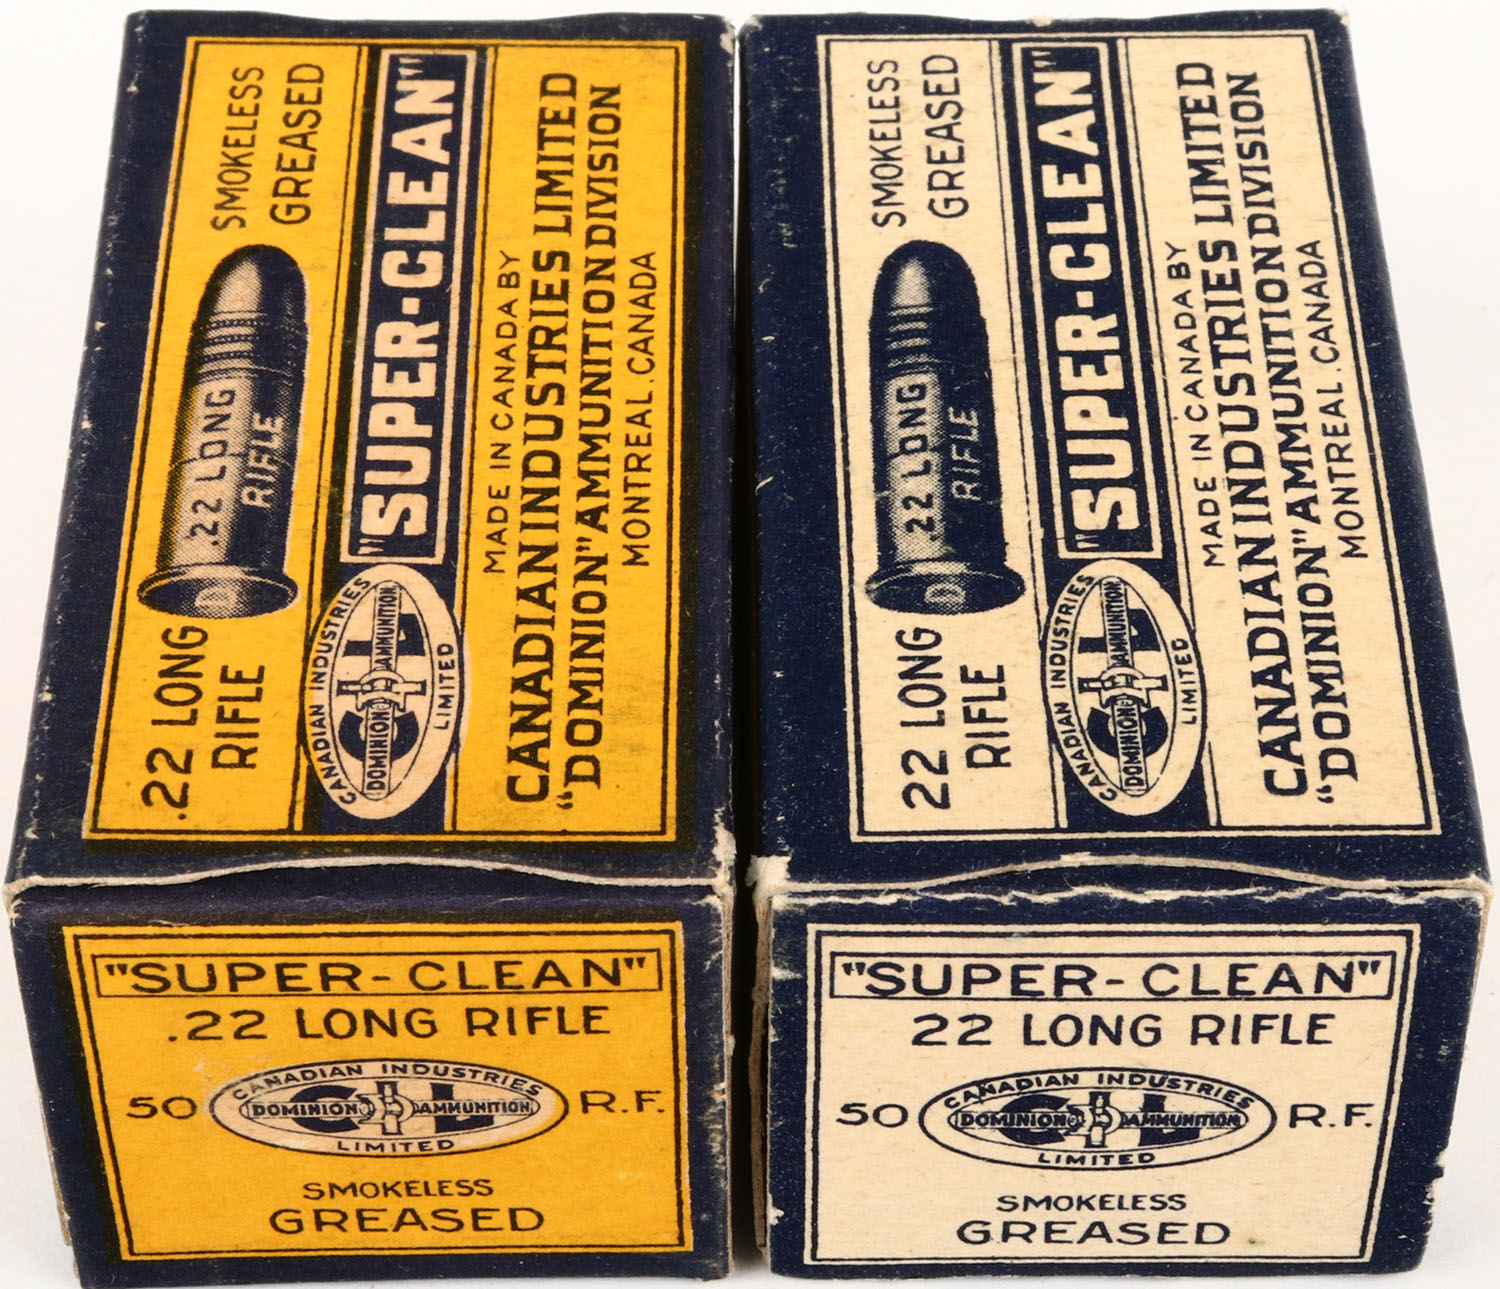 .22 LONG
RIFLE
D
.22 LONG
RIFLE
SMOKELESS
GREASED
CANADIAN INDUSTRIES
DOMINION AMMUNITION
C I L
LIMITED
"SUPER-CLEAN"
MADE IN CANADA BY
CANADIAN INDUSTRIES LIMITED
"DOMINION" AMMUNITION DIVISION
MONTREAL.CANADA
"SUPER-CLEAN"
.22 LONG RIFLE
CANADIAN INDUSTRIES
50 DOMINION AMMUNITION R.F.
C I L
LIMITED
SMOKELESS
GREASED
22 LONG
RIFLE
D
.22 LONG
RIFLE
SMOKELESS
GREASED
CANADIAN INDUSTRIES
DOMINION AMMUNITION
C I L
LIMITED
"SUPER-CLEAN"
MADE IN CANADA BY
CANADIAN INDUSTRIES LIMITED
"DOMINION" AMMUNITION DIVISION
MONTREAL.CANADA
"SUPER-CLEAN"
22 LONG RIFLE
CANADIAN INDUSTRIES
50 DOMINION AMMUNITION R.F.
C I L
LIMITED
SMOKELESS
GREASED